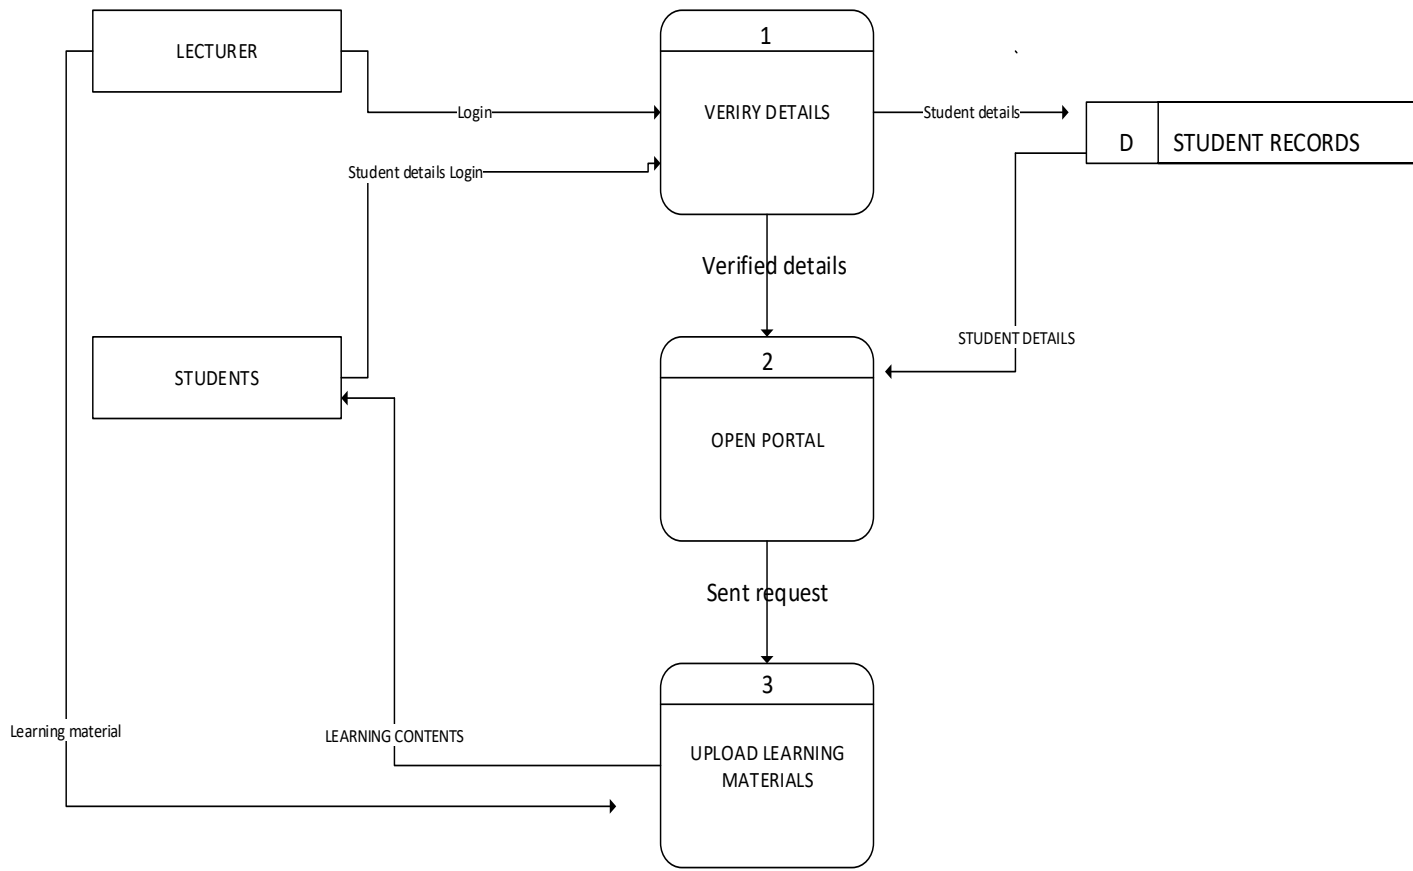 LECTURER
1
VERIRY DETAILS
Login
Student details
D
STUDENT RECORDS
Student details Login
Verified details
STUDENT DETAILS
STUDENTS
2
OPEN PORTAL
Sent request
3
Learning material
LEARNING CONTENTS
UPLOAD LEARNING
MATERIALS